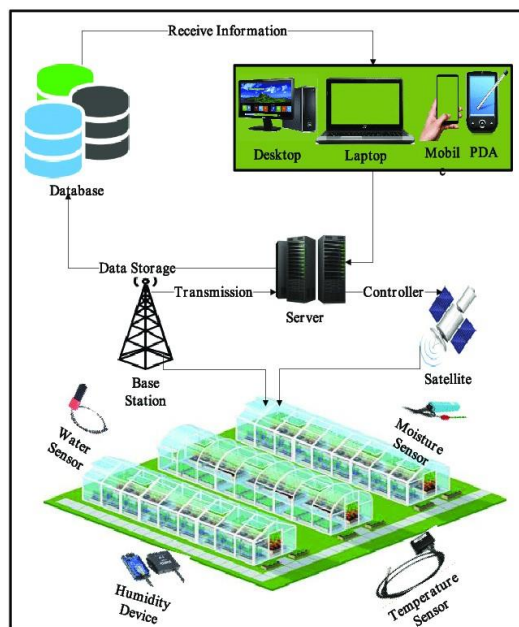 Receive Information
Desktop
Laptop
Mobil
e
PDA
Database
Data Storage
Transmission
Server
Controller
Base
Station
Satellite
Water
Sensor
Moisture
Sensor
Humidity
Device
Temperature
Sensor